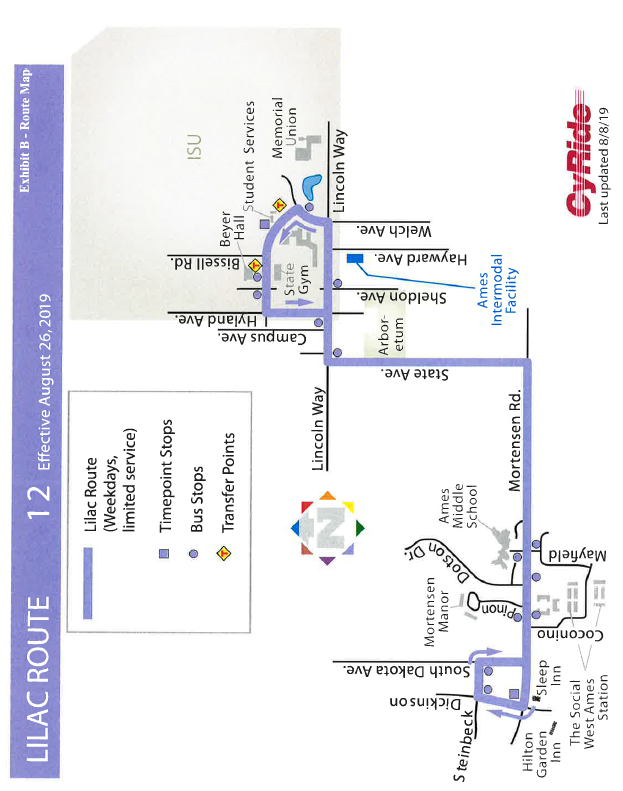 LILAC ROUTE 12 Effective August 26, 2019
Exhibit B - Route Map
Lilac Route
(Weekdays,
limited service)
Timepoint Stops
Bus Stops
T Transfer Points
N
ISU
Student Services
Memorial
Union
Beyer
Hall
Bissell Rd.
State
Gym
Hyland Ave.
Campus Ave.
Lincoln Way
Welch Ave.
Hayward Ave.
Sheldon Ave.
Ames
Intermodal
Facility
Arbor-
etum
State Ave.
Lincoln Way
Mortensen Rd.
Ames
Middle
School
Dotson Dr.
Mayfield
Mortensen
Manor
Pinon
Coconino
South Dakota Ave.
Dickinson
Steinbeck
Sleep
Inn
Hilton
Garden
Inn
The Social
West Ames
Station
T
T
CyRide
Last updated 8/8/19